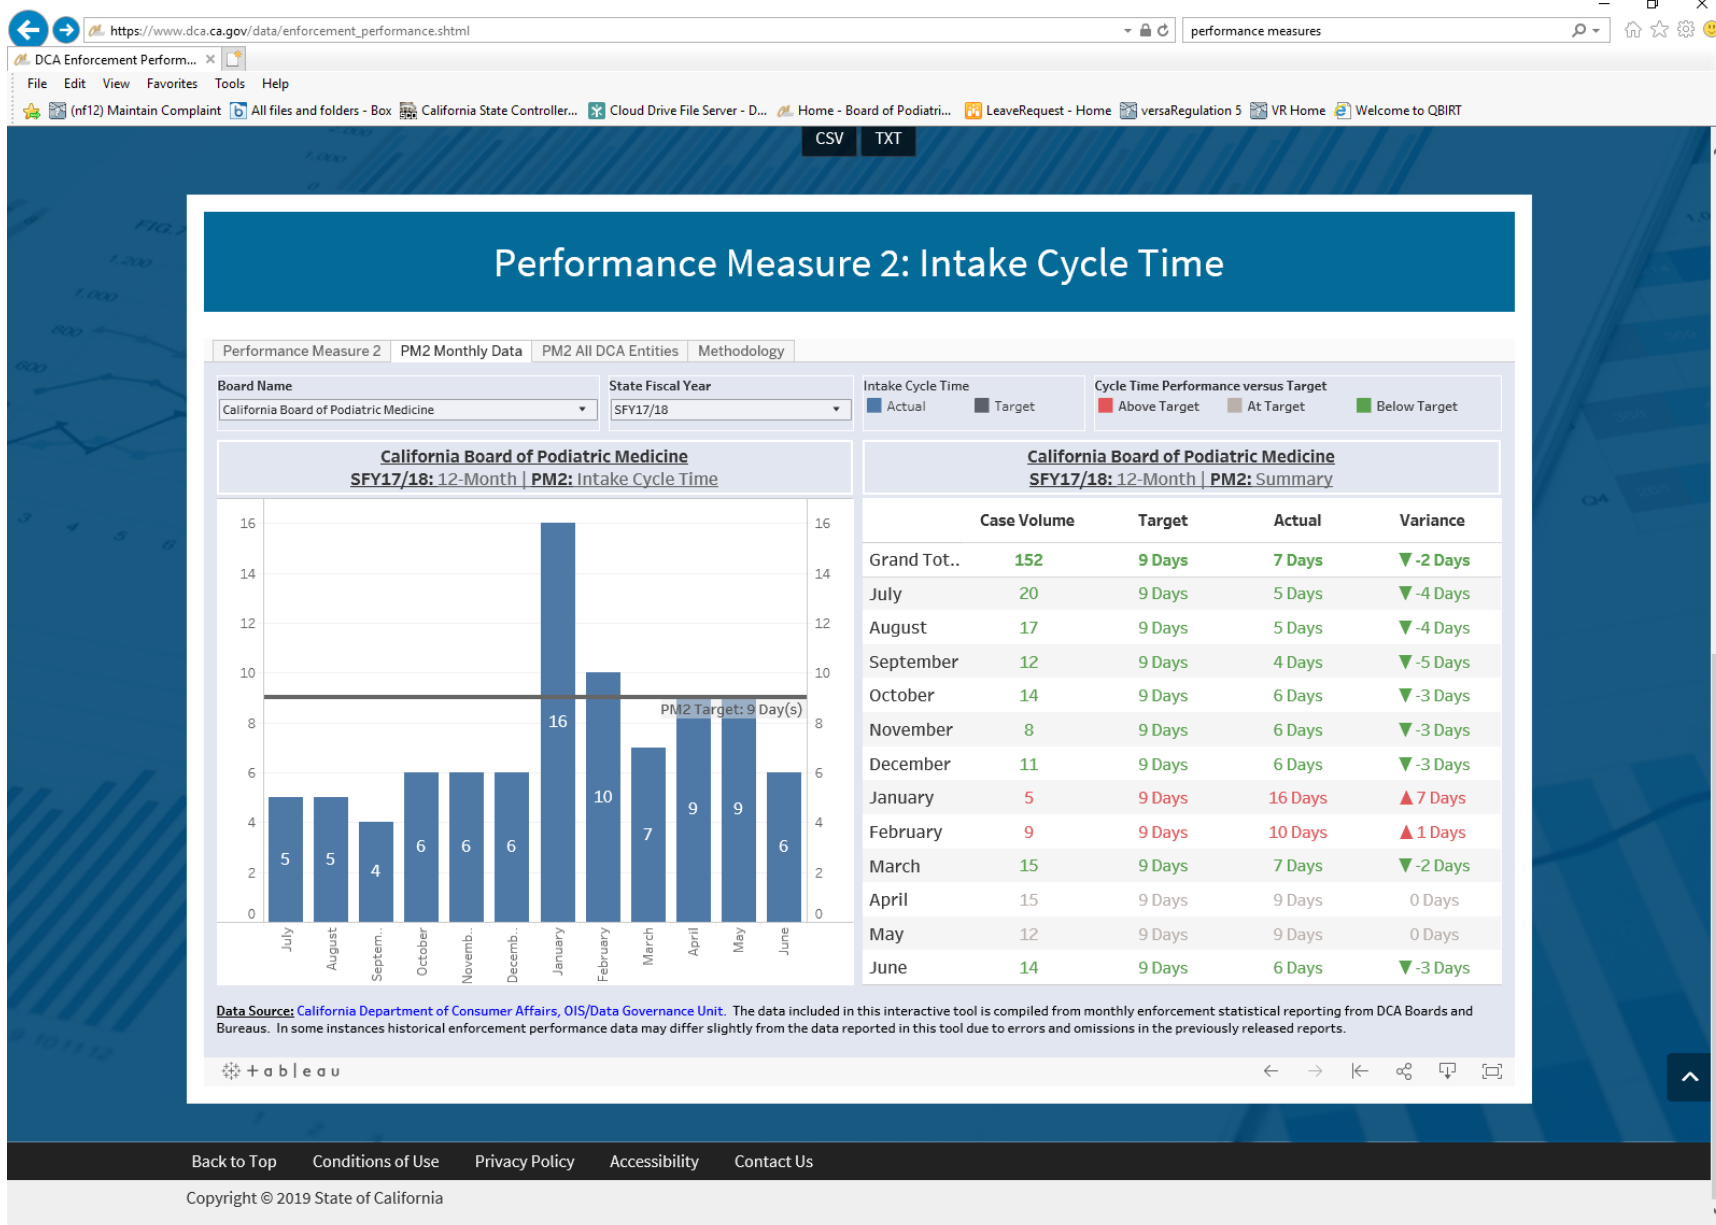 https://www.dca.ca.gov/data/enforcement_performance.shtml
performance measures
DCA Enforcement Perform...
File Edit View Favorites Tools Help
(nf12) Maintain Complaint All files and folders - Box California State Controller... Cloud Drive File Server - D... Home - Board of Podiatri... LeaveRequest - Home versaRegulation 5 VR Home Welcome to QBIRT
CSV TXT
Performance Measure 2: Intake Cycle Time
Performance Measure 2 PM2 Monthly Data PM2 All DCA Entities Methodology
Board Name State Fiscal Year Intake Cycle Time Cycle Time Performance versus Target
California Board of Podiatric Medicine SFY17/18 Actual Target Above Target At Target Below Target
California Board of Podiatric Medicine
SFY17/18: 12-Month | PM2: Intake Cycle Time
16 16
14 14
12 12
10 10
PM2 Target: 9 Day(s)
8 8
6 6
4 4
2 2
0 0
5 5 4 6 6 6 16 10 7 9 9 6
July August Septem.. October Novemb.. Decemb.. January February March April May June
California Board of Podiatric Medicine
SFY17/18: 12-Month | PM2: Summary
Case Volume Target Actual Variance
Grand Tot.. 152 9 Days 7 Days ▼ -2 Days
July 20 9 Days 5 Days ▼ -4 Days
August 17 9 Days 5 Days ▼ -4 Days
September 12 9 Days 4 Days ▼ -5 Days
October 14 9 Days 6 Days ▼ -3 Days
November 8 9 Days 6 Days ▼ -3 Days
December 11 9 Days 6 Days ▼ -3 Days
January 5 9 Days 16 Days ▲ 7 Days
February 9 9 Days 10 Days ▲ 1 Days
March 15 9 Days 7 Days ▼ -2 Days
April 15 9 Days 9 Days 0 Days
May 12 9 Days 9 Days 0 Days
June 14 9 Days 6 Days ▼ -3 Days
Data Source: California Department of Consumer Affairs, OIS/Data Governance Unit. The data included in this interactive tool is compiled from monthly enforcement statistical reporting from DCA Boards and
Bureaus. In some instances historical enforcement performance data may differ slightly from the data reported in this tool due to errors and omissions in the previously released reports.
+ableau
Back to Top Conditions of Use Privacy Policy Accessibility Contact Us
Copyright © 2019 State of California